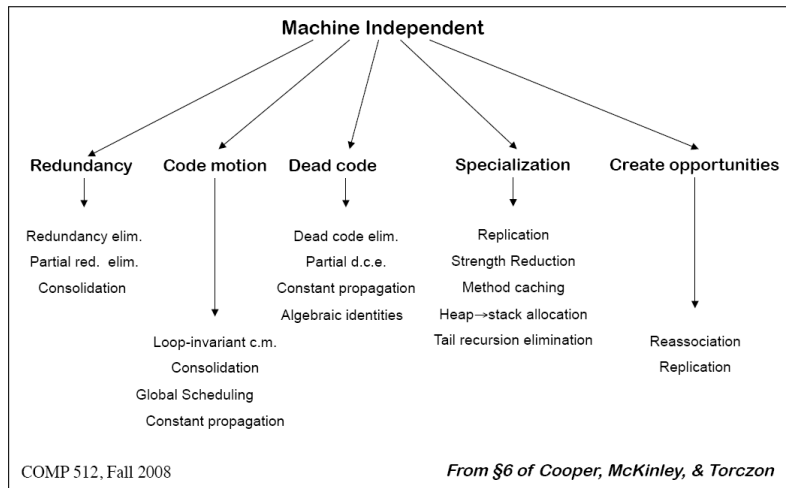 Machine Independent
Redundancy
Code motion
Dead code
Specialization
Create opportunities
Redundancy elim.
Partial red. elim.
Consolidation
Loop-invariant c.m.
Consolidation
Global Scheduling
Constant propagation
Dead code elim.
Partial d.c.e.
Constant propagation
Algebraic identities
Replication
Strength Reduction
Method caching
Heap→stack allocation
Tail recursion elimination
Reassociation
Replication
COMP 512, Fall 2008
From §6 of Cooper, McKinley, & Torczon